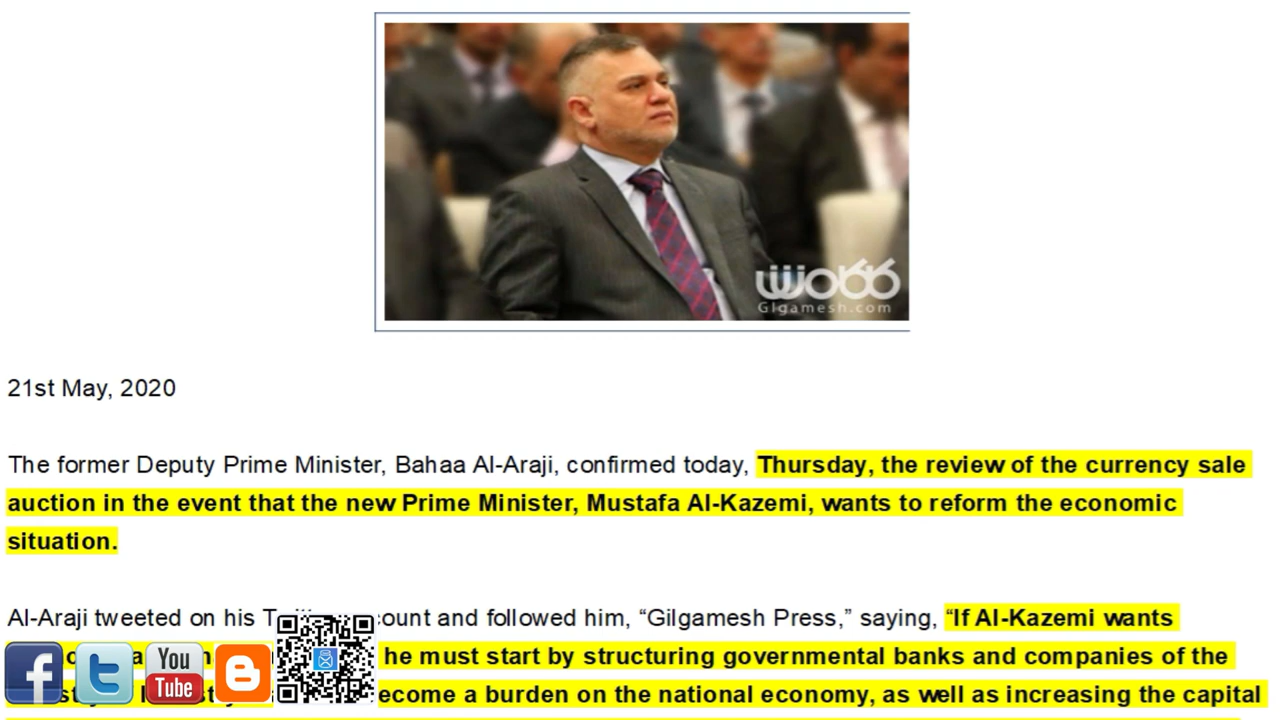 كلكامش
GIgamesh.com
21st May, 2020
The former Deputy Prime Minister, Bahaa Al-Araji, confirmed today, Thursday, the review of the currency sale
auction in the event that the new Prime Minister, Mustafa Al-Kazemi, wants to reform the economic
situation.
Al-Araji tweeted on his count and followed him, “Gilgamesh Press,” saying, “If Al-Kazemi wants
he must start by structuring governmental banks and companies of the
ecome a burden on the national economy, as well as increasing the capital
You
Tube